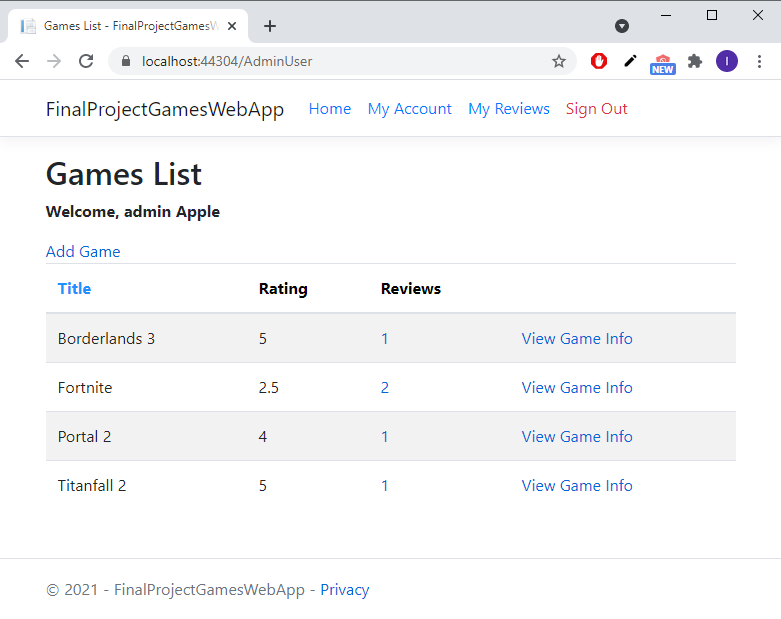 Games List - FinalProjectGamesW
localhost:44304/AdminUser
NEW
I
FinalProjectGamesWebApp Home My Account My Reviews Sign Out
Games List
Welcome, admin Apple
Add Game
Title Rating Reviews
Borderlands 3 5 1 View Game Info
Fortnite 2.5 2 View Game Info
Portal 2 4 1 View Game Info
Titanfall 2 5 1 View Game Info
© 2021 - FinalProjectGamesWebApp - Privacy